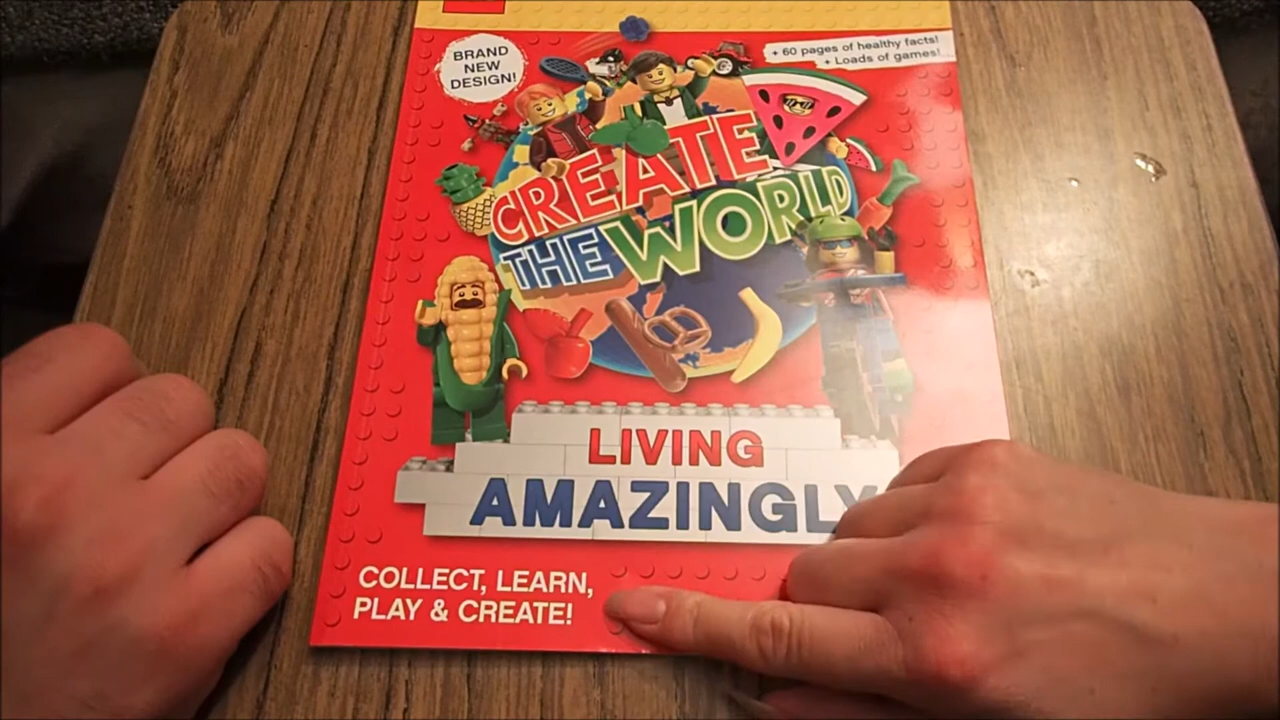 BRAND
NEW
DESIGN!
+ 60 pages of healthy facts!
+ Loads of games!
CREATE
THE WORLD
LIVING
AMAZINGLY
COLLECT, LEARN,
PLAY & CREATE!